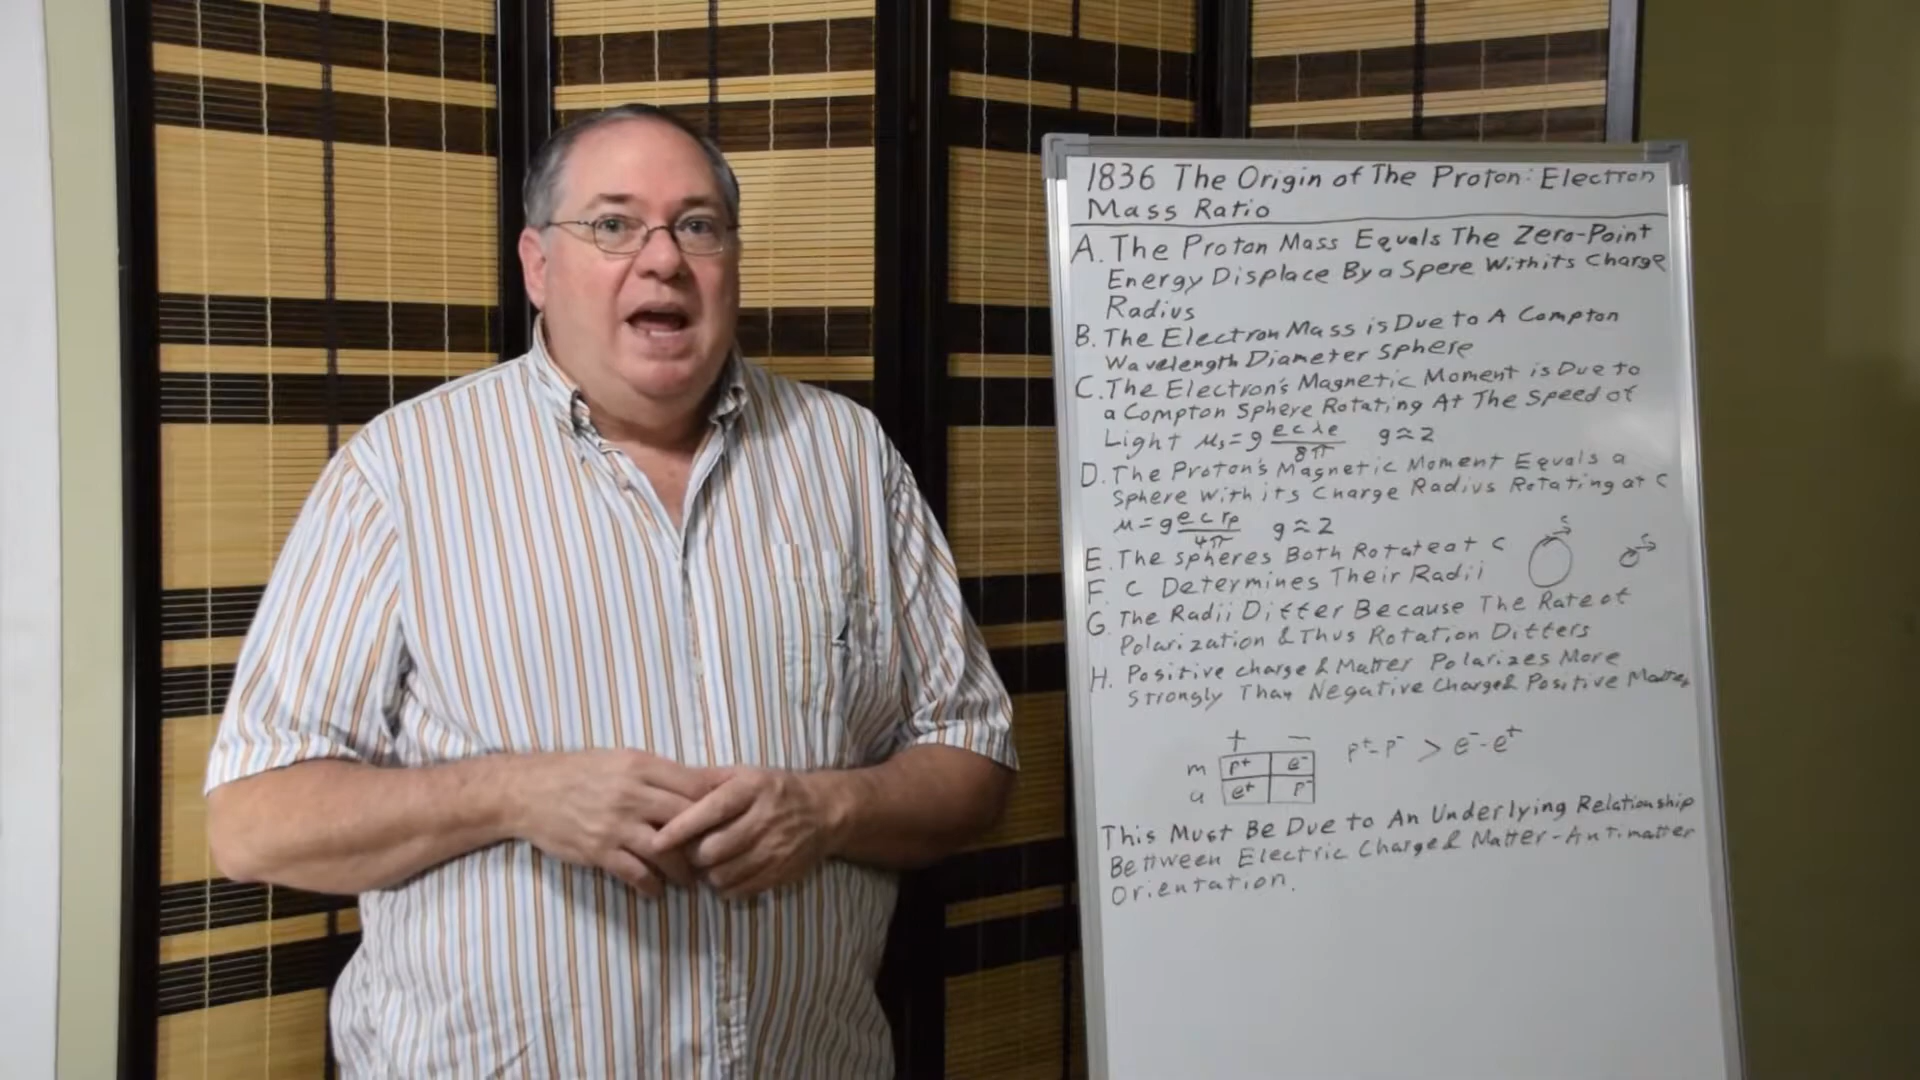 1836 The Origin of The Proton: Electron
Mass Ratio
A. The Proton Mass Equals The Zero-Point
Energy Displace By a Spere With its Charge
Radius
B. The Electron Mass is Due to A Compton
Wavelength Diameter Sphere
C. The Electron's Magnetic Moment is Due to
a Compton Sphere Rotating At The Speed of
Light μs = g ecλe/8π g≈2
D. The Proton's Magnetic Moment Equals a
Sphere with its Charge Radius Rotating at C
μ = g ecrp/4π g≈2
E. The spheres Both Rotate at C
F. C Determines Their Radii
G. The Radii Differ Because The Rate of
Polarization & Thus Rotation Differs
H. Positive charge & Matter Polarizes More
Strongly Than Negative Charge & Positive Matter
+ −
m p+ e− p+-p− > e−-e+
a e+ p−
This Must Be Due to An Underlying Relationship
Bettween Electric Charge & Matter-Antimatter
Orientation.